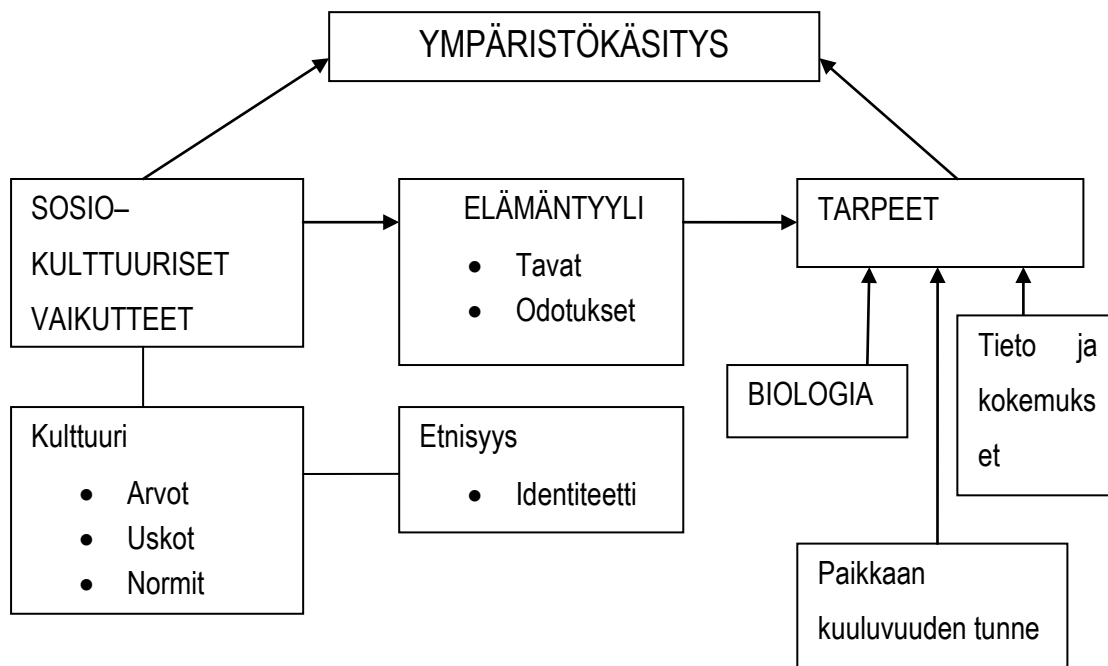 YMPÄRISTÖKÄSITYS
SOSIO–
KULTTUURISET
VAIKUTTEET
ELÄMÄNTYYLI
• Tavat
• Odotukset
TARPEET
BIOLOGIA
Tieto ja
kokemuks
et
Kulttuuri
• Arvot
• Uskot
• Normit
Etnisyys
• Identiteetti
Paikkaan
kuuluvuuden tunne